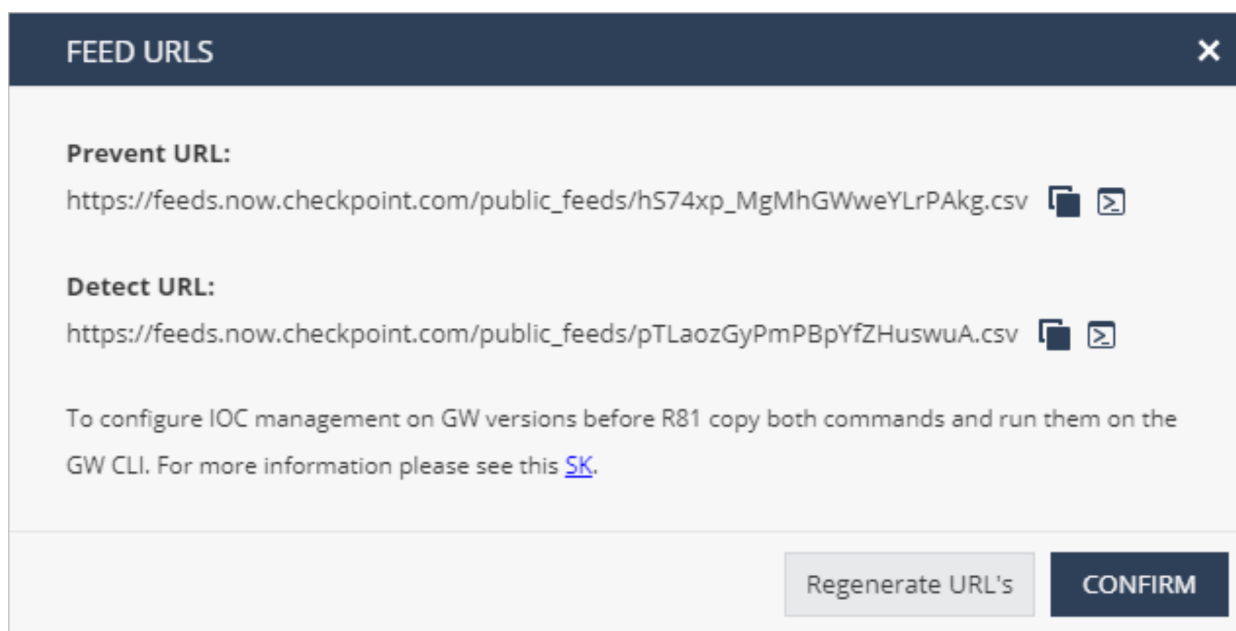 FEED URLS
Prevent URL:
https://feeds.now.checkpoint.com/public_feeds/hS74xp_MgMhGWweYLrPAkg.csv
Detect URL:
https://feeds.now.checkpoint.com/public_feeds/pTLaozGyPmPBpYfZHuswuA.csv
To configure IOC management on GW versions before R81 copy both commands and run them on the
GW CLI. For more information please see this SK.
Regenerate URL's
CONFIRM